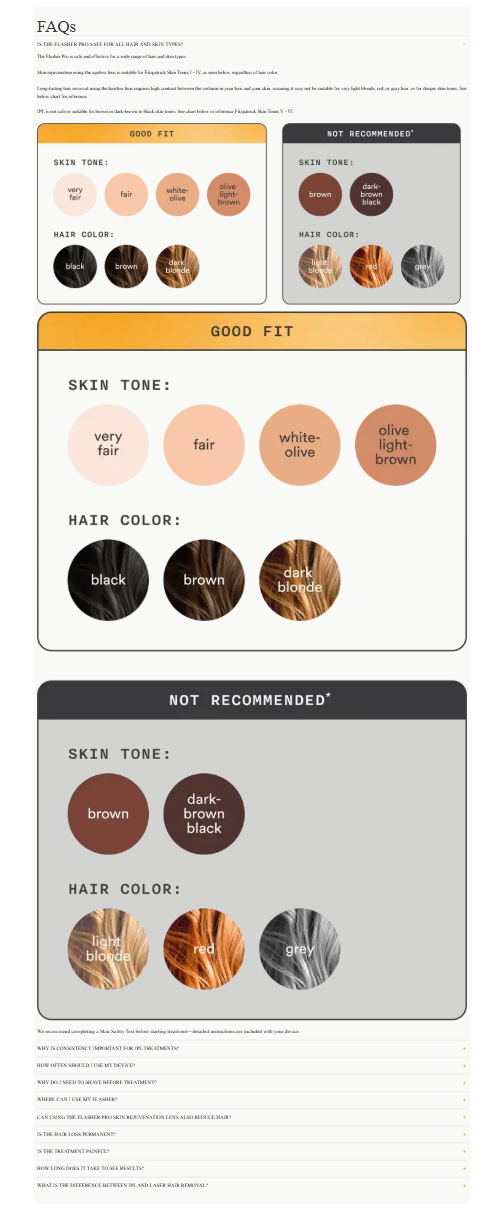 FAQs
IS THE FLASHER PRO SAFE FOR ALL HAIR AND SKIN TYPES?
The Flasher Pro is safe and effective for a wide range of hair and skin types.
Skin rejuvenation using the ageless lens is suitable for Fitzpatrick Skin Tones I - IV, as seen below, regardless of hair color.
Long-lasting hair removal using the hairless lens requires high contrast between the melanin in your hair and your skin, meaning it may not be suitable for very light blonde, red, or gray hair, or for deeper skin tones. See
below chart for reference.
IPL is not safe or suitable for brown or dark-brown to black skin tones. See chart below or reference Fitzpatrick Skin Tones V - VI.
GOOD FIT
SKIN TONE:
very
fair
fair
white-
olive
olive
light-
brown
HAIR COLOR:
black
brown
dark
blonde
NOT RECOMMENDED*
SKIN TONE:
brown
dark-
brown
black
HAIR COLOR:
light
blonde
red
grey
GOOD FIT
SKIN TONE:
very
fair
fair
white-
olive
olive
light-
brown
HAIR COLOR:
black
brown
dark
blonde
NOT RECOMMENDED*
SKIN TONE:
brown
dark-
brown
black
HAIR COLOR:
light
blonde
red
grey
We recommend completing a Skin Safety Test before starting treatment—detailed instructions are included with your device.
WHY IS CONSISTENCY IMPORTANT FOR IPL TREATMENTS?
HOW OFTEN SHOULD I USE MY DEVICE?
WHY DO I NEED TO SHAVE BEFORE TREATMENT?
WHERE CAN I USE MY FLASHER?
CAN USING THE FLASHER PRO SKIN REJUVENATION LENS ALSO REDUCE HAIR?
IS THE HAIR LOSS PERMANENT?
IS THE TREATMENT PAINFUL?
HOW LONG DOES IT TAKE TO SEE RESULTS?
WHAT IS THE DIFFERENCE BETWEEN IPL AND LASER HAIR REMOVAL?